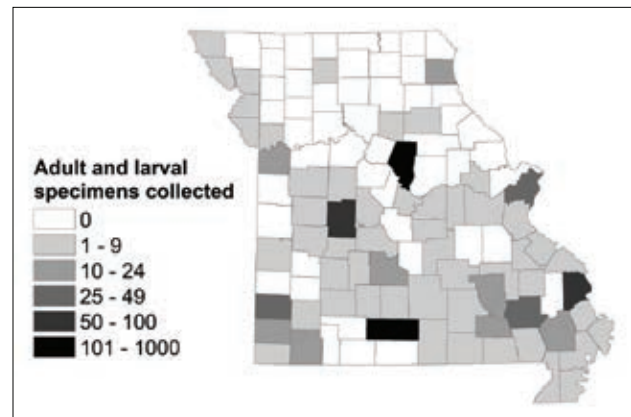 Adult and larval
specimens collected
0
1 - 9
10 - 24
25 - 49
50 - 100
101 - 1000